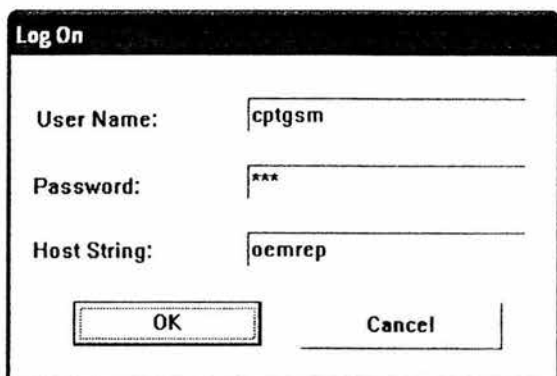 Log On
User Name: cptgsm
Password: ***
Host String: oemrep
OK Cancel